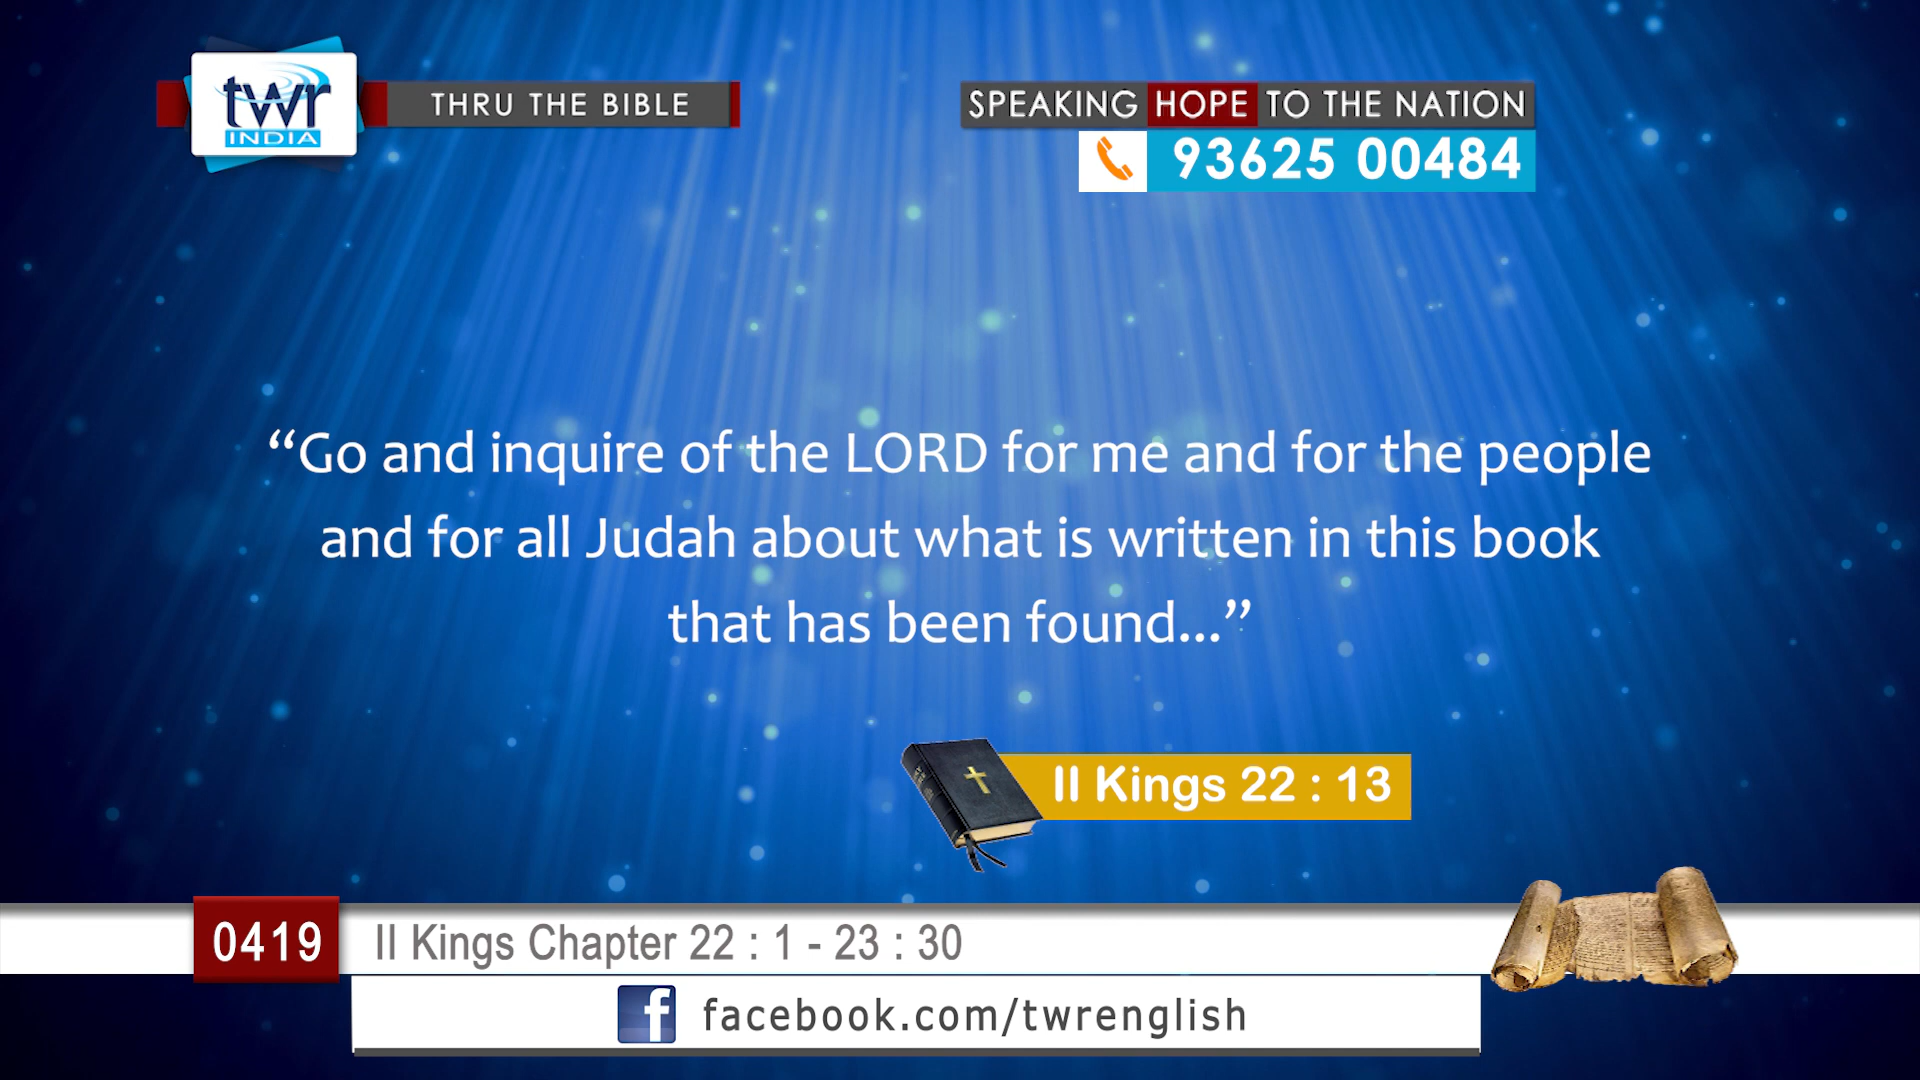 twr
INDIA
THRU THE BIBLE
SPEAKING HOPE TO THE NATION
93625 00484
“Go and inquire of the LORD for me and for the people
and for all Judah about what is written in this book
that has been found...”
II Kings 22 : 13
0419
II Kings Chapter 22 : 1 - 23 : 30
f
facebook.com/twrenglish